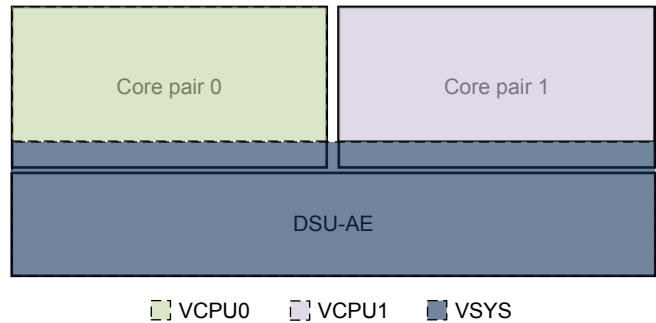 Core pair 0
Core pair 1
DSU-AE
VCPU0
VCPU1
VSYS